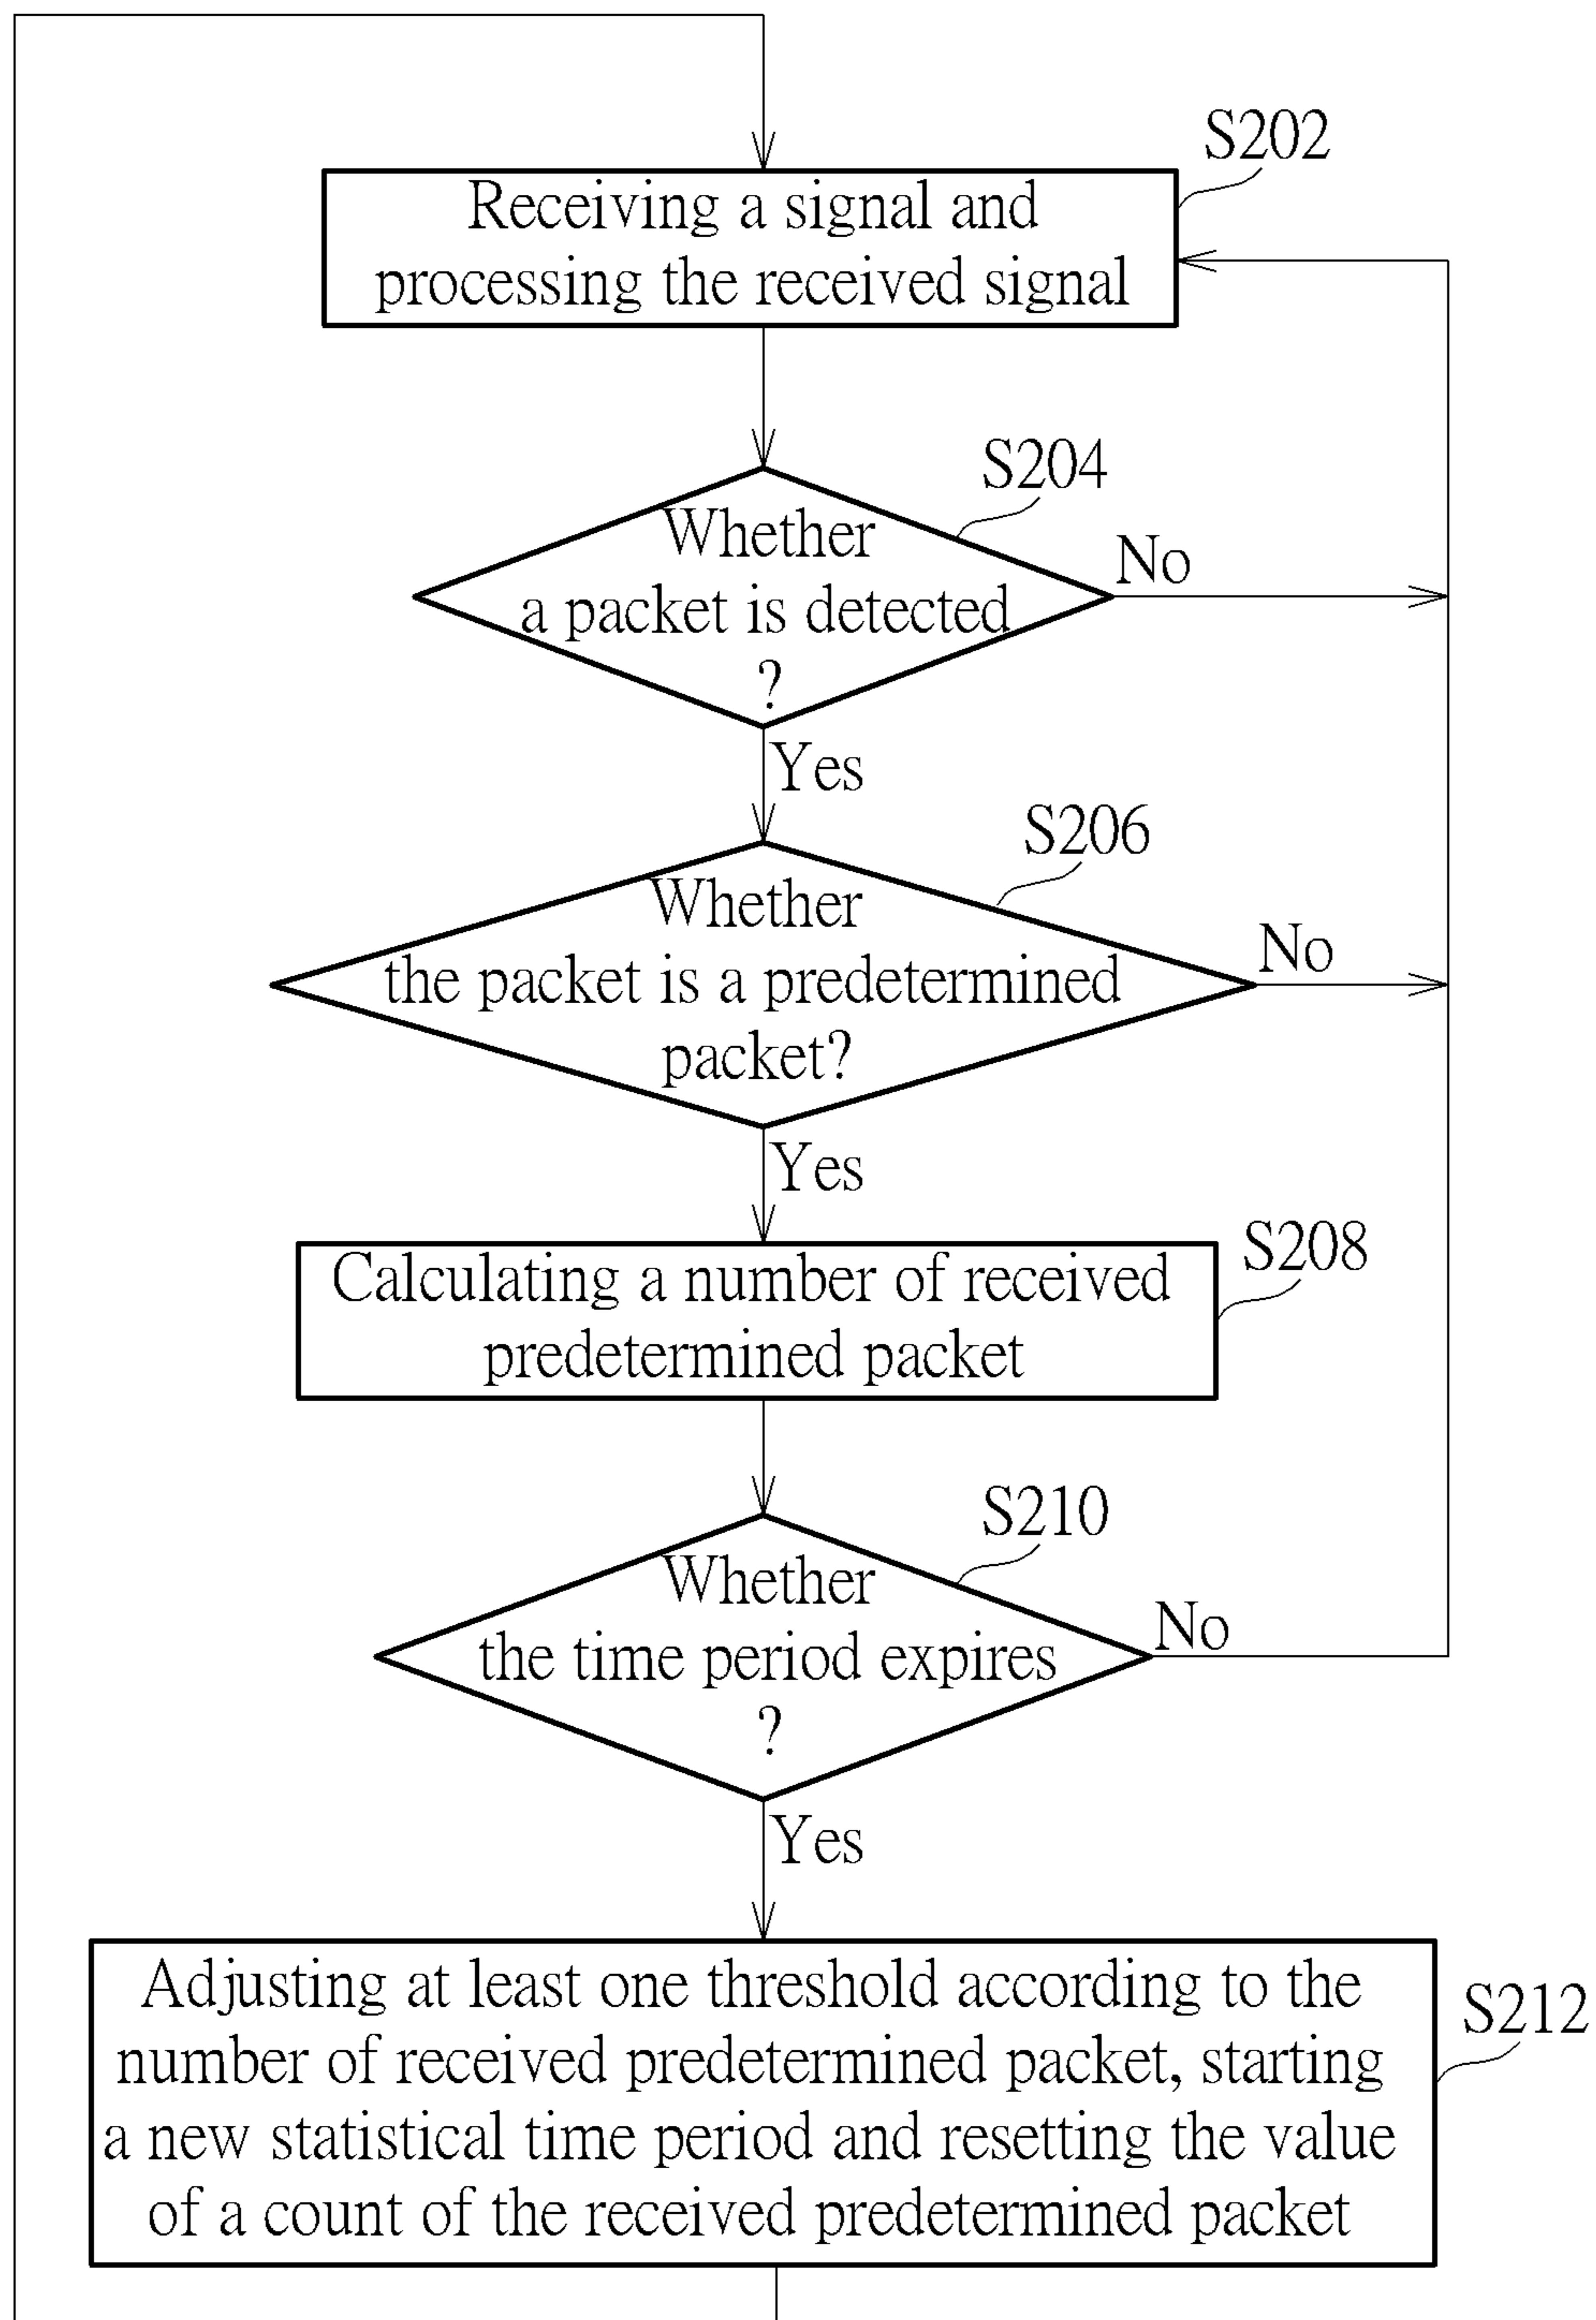 S202
Receiving a signal and
processing the received signal
S204
Whether
a packet is detected
?
No
Yes
S206
Whether
the packet is a predetermined
packet?
No
Yes
S208
Calculating a number of received
predetermined packet
S210
Whether
the time period expires
?
No
Yes
Adjusting at least one threshold according to the
number of received predetermined packet, starting
a new statistical time period and resetting the value
of a count of the received predetermined packet
S212